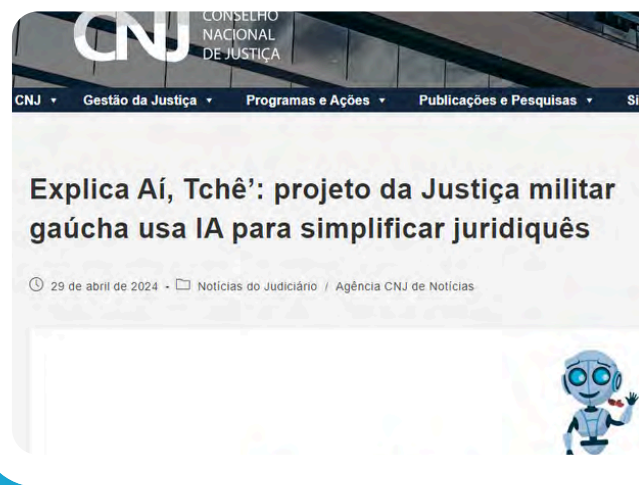 CNJ
CONSELHO
NACIONAL
DE JUSTIÇA
CNJ Gestão da Justiça Programas e Ações Publicações e Pesquisas
Explica Aí, Tchê’: projeto da Justiça militar
gaúcha usa IA para simplificar juridiquês
29 de abril de 2024 • Notícias do Judiciário / Agência CNJ de Notícias